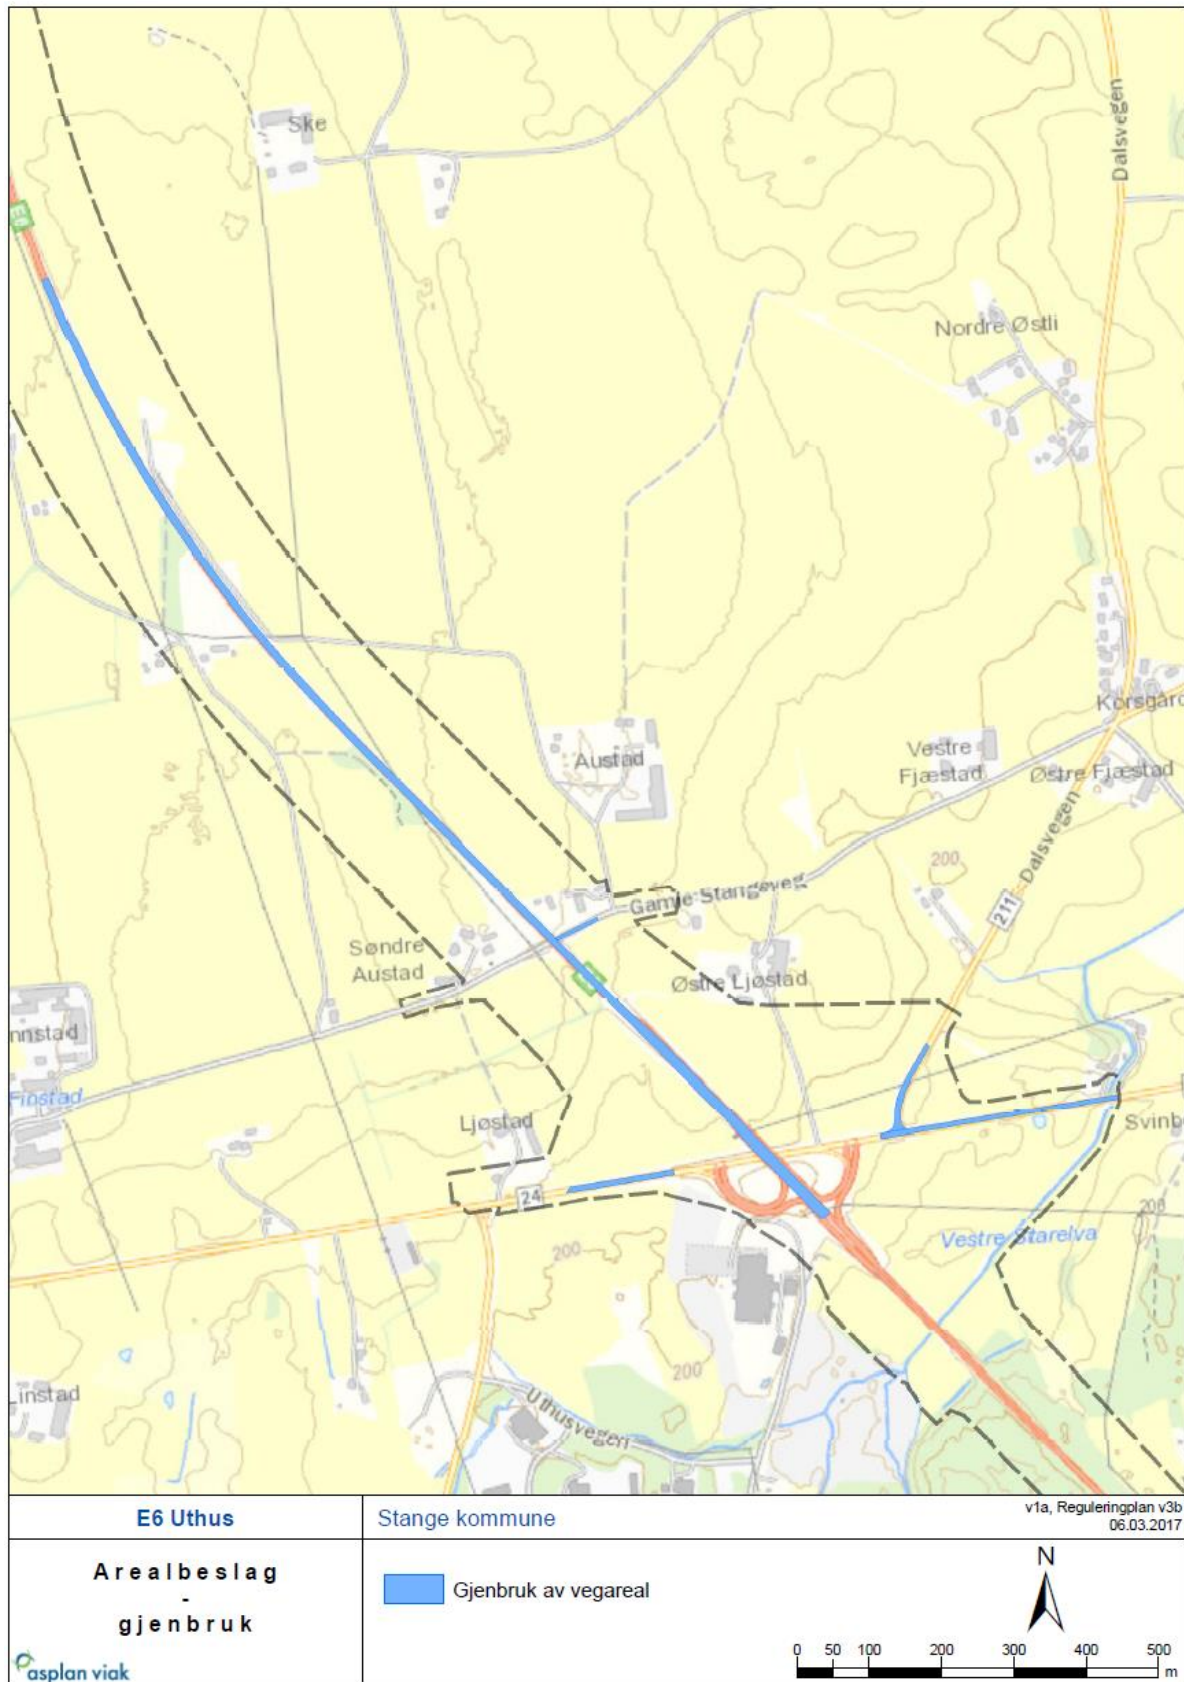 Ske
Dalsvegen
E6
Nordre Østli
Korsgård
Austad
Vestre
Fjæstad
Østre Fjæstad
200
Dalsvegen
211
Gamle Stangeveg
Søndre
Austad
Østre Ljøstad
nnstad
Finstad
Ljøstad
Svinb
24
200
Vestre Starelva
200
200
Linstad
Uthusvegen
E6 Uthus
Stange kommune
v1a, Reguleringplan v3b
06.03.2017
Arealbeslag
-
gjenbruk
Gjenbruk av vegareal
N
0 50 100 200 300 400 500
m
asplan viak